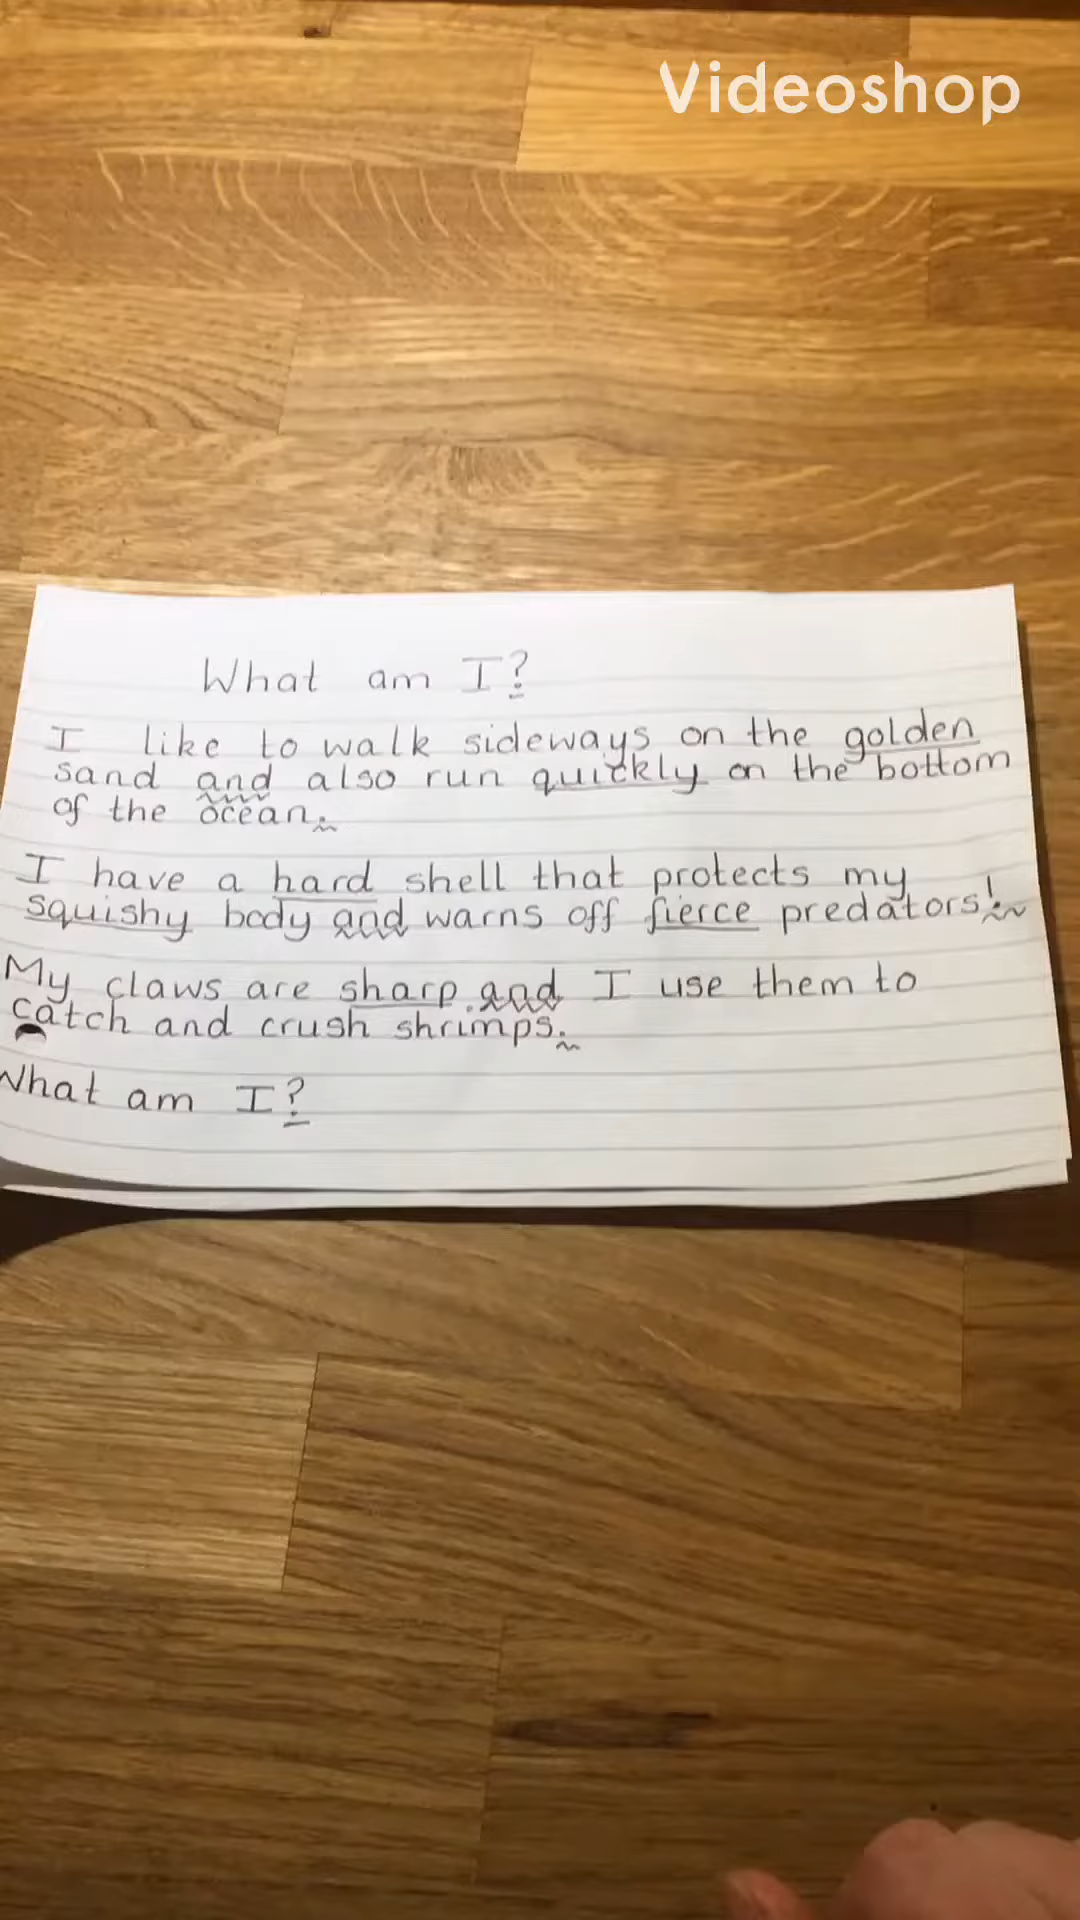 Videoshop
What am I?
I like to walk sideways on the golden
sand and also run quickly on the bottom
of the ocean.
I have a hard shell that protects my
squishy body and warns off fierce predators!
My claws are sharp and I use them to
catch and crush shrimps.
What am I?